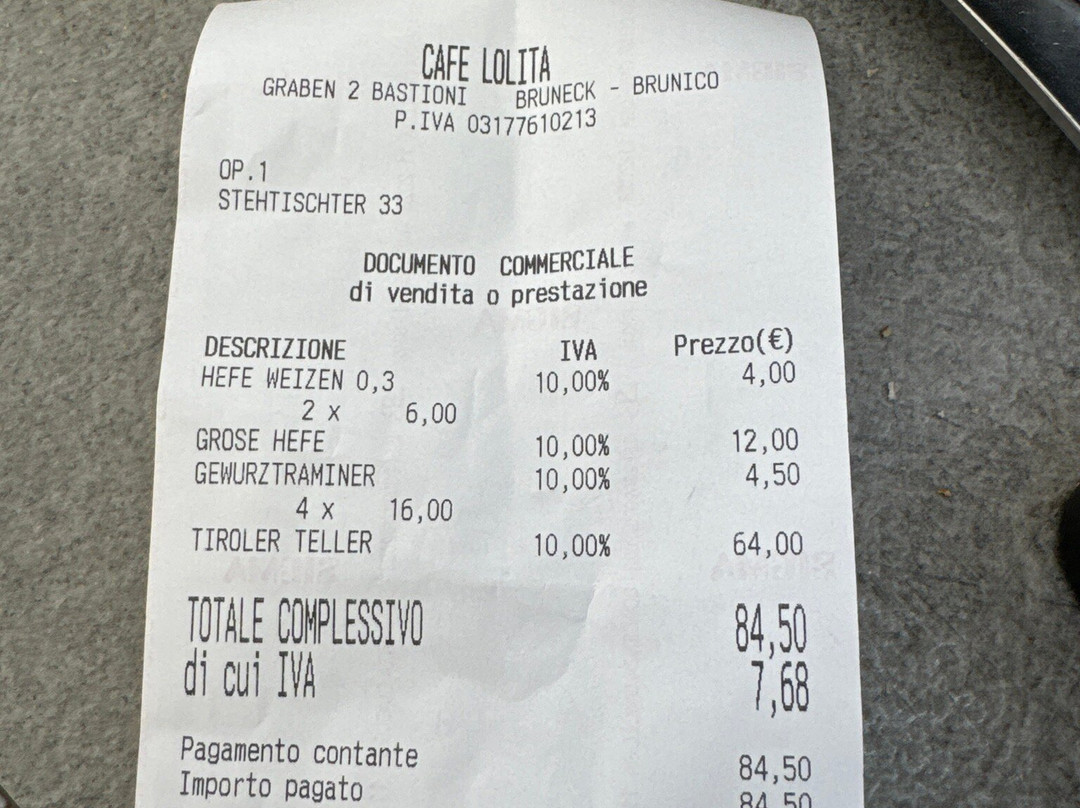 CAFE LOLITA
GRABEN 2 BASTIONI BRUNECK - BRUNICO
P.IVA 03177610213
OP.1
STEHTISCHTER 33
DOCUMENTO COMMERCIALE
di vendita o prestazione
DESCRIZIONE IVA Prezzo(€)
HEFE WEIZEN 0,3 10,00% 4,00
2 x 6,00
GROSE HEFE 10,00% 12,00
GEWURZTRAMINER 10,00% 4,50
4 x 16,00
TIROLER TELLER 10,00% 64,00
TOTALE COMPLESSIVO 84,50
di cui IVA 7,68
Pagamento contante 84,50
Importo pagato 84,50